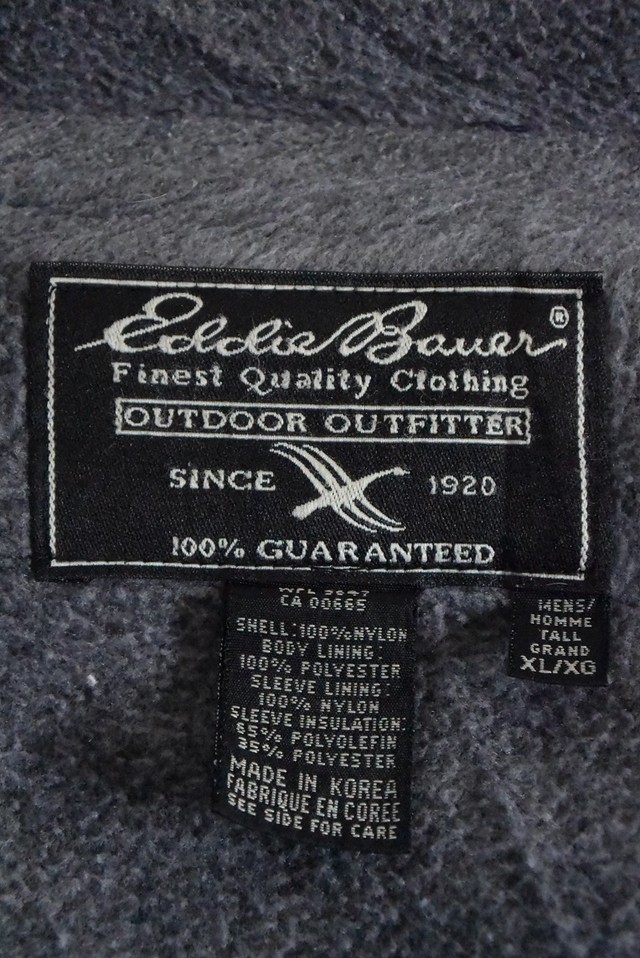 Eddie Bauer®
Finest Quality Clothing
OUTDOOR OUTFITTER
SINCE 1920
100% GUARANTEED
CA 00665
SHELL:100%NYLON
BODY LINING:
100% POLYESTER
SLEEVE LINING:
100% NYLON
SLEEVE INSULATION:
65% POLYOLEFIN
35% POLYESTER
MADE IN KOREA
FABRIQUE EN COREE
SEE SIDE FOR CARE
MENS/
HOMME
TALL
GRAND
XL/XG